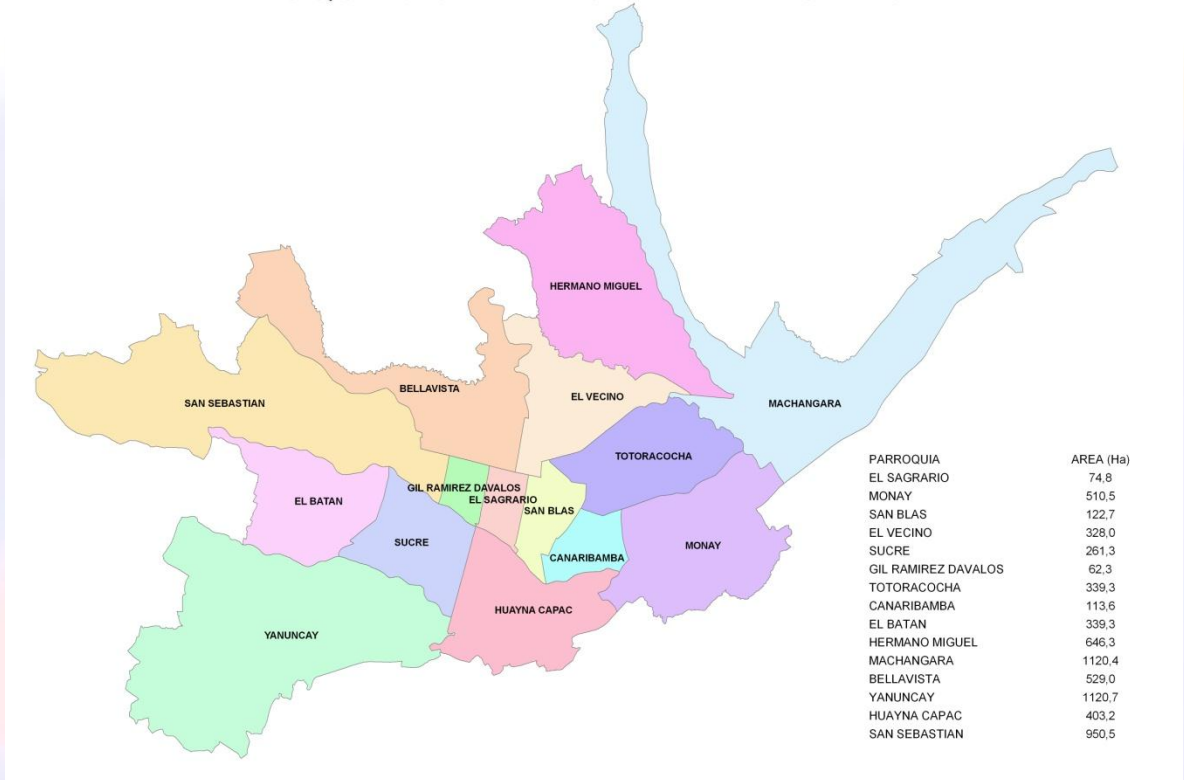 HERMANO MIGUEL
BELLAVISTA
EL VECINO
SAN SEBASTIAN
MACHANGARA
TOTORACOCHA
GIL RAMIREZ DAVALOS
EL BATAN
EL SAGRARIO
SAN BLAS
SUCRE
MONAY
CANARIBAMBA
HUAYNA CAPAC
YANUNCAY
PARROQUIA AREA (Ha)
EL SAGRARIO 74,8
MONAY 510,5
SAN BLAS 122,7
EL VECINO 328,0
SUCRE 261,3
GIL RAMIREZ DAVALOS 62,3
TOTORACOCHA 339,3
CANARIBAMBA 113,6
EL BATAN 339,3
HERMANO MIGUEL 646,3
MACHANGARA 1120,4
BELLAVISTA 529,0
YANUNCAY 1120,7
HUAYNA CAPAC 403,2
SAN SEBASTIAN 950,5